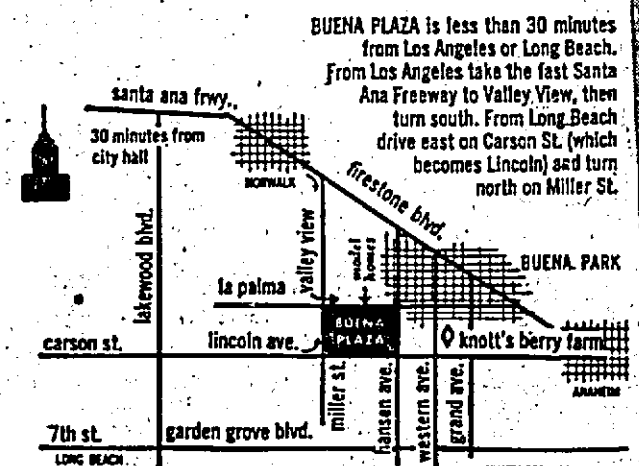 BUENA PLAZA is less than 30 minutes
from Los Angeles or Long Beach.
From Los Angeles take the fast Santa
Ana Freeway to Valley View, then
turn south. From Long Beach
drive east on Carson St. (which
becomes Lincoln) and turn
north on Miller St.
santa ana frwy.
30 minutes from
city hall
NORWALK
firestone blvd.
lakewood blvd.
valley view
model
homes
BUENA PARK
la palma
BUENA
PLAZA
carson st.
lincoln ave.
knott's berry farm
ANAHEIM
miller st.
hansen ave.
western ave.
grand ave.
7th st.
garden grove blvd.
LONG BEACH